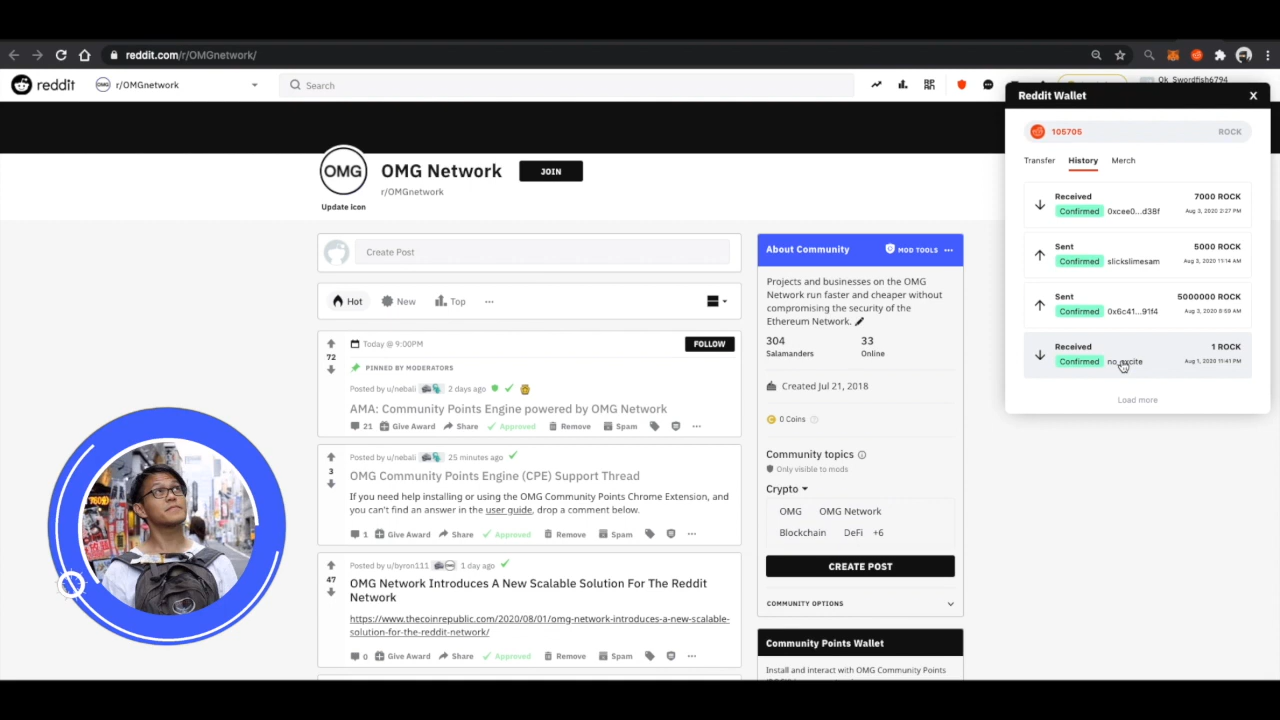 reddit.com/r/OMGnetwork/
reddit
OMG
r/OMGnetwork
Search
Ok_Swordfish6794
OMG
OMG Network
JOIN
r/OMGnetwork
Update Icon
Create Post
Hot
New
Top
Today @ 9:00PM
FOLLOW
72
PINNED BY MODERATORS
Posted by u/nebali 2 days ago
AMA: Community Points Engine powered by OMG Network
21 Give Award Share Approved Remove Spam
Posted by u/nebali 25 minutes ago
3
OMG Community Points Engine (CPE) Support Thread
If you need help installing or using the OMG Community Points Chrome Extension, and
you can't find an answer in the user guide, drop a comment below.
1 Give Award Share Approved Remove Spam
Posted by u/byron111 1 day ago
47
OMG Network Introduces A New Scalable Solution For The Reddit
Network
https://www.thecoinrepublic.com/2020/08/01/omg-network-introduces-a-new-scalable-
solution-for-the-reddit-network/
0 Give Award Share Approved Remove Spam
About Community
MOD TOOLS
Projects and businesses on the OMG
Network run faster and cheaper without
compromising the security of the
Ethereum Network.
304 33
Salamanders Online
Created Jul 21, 2018
0 Coins
Community topics
Only visible to mods
Crypto
OMG OMG Network
Blockchain DeFi +6
CREATE POST
COMMUNITY OPTIONS
Community Points Wallet
Install and interact with OMG Community Points
Reddit Wallet X
105705 ROCK
Transfer History Merch
Received 7000 ROCK
Confirmed 0xcee0...d38f Aug 3, 2020 2:27 PM
Sent 5000 ROCK
Confirmed slickslimesam Aug 3, 2020 11:14 AM
Sent 5000000 ROCK
Confirmed 0x6c41...91f4 Aug 3, 2020 8:59 AM
Received 1 ROCK
Confirmed Aug 1, 2020 11:41 PM
Load more